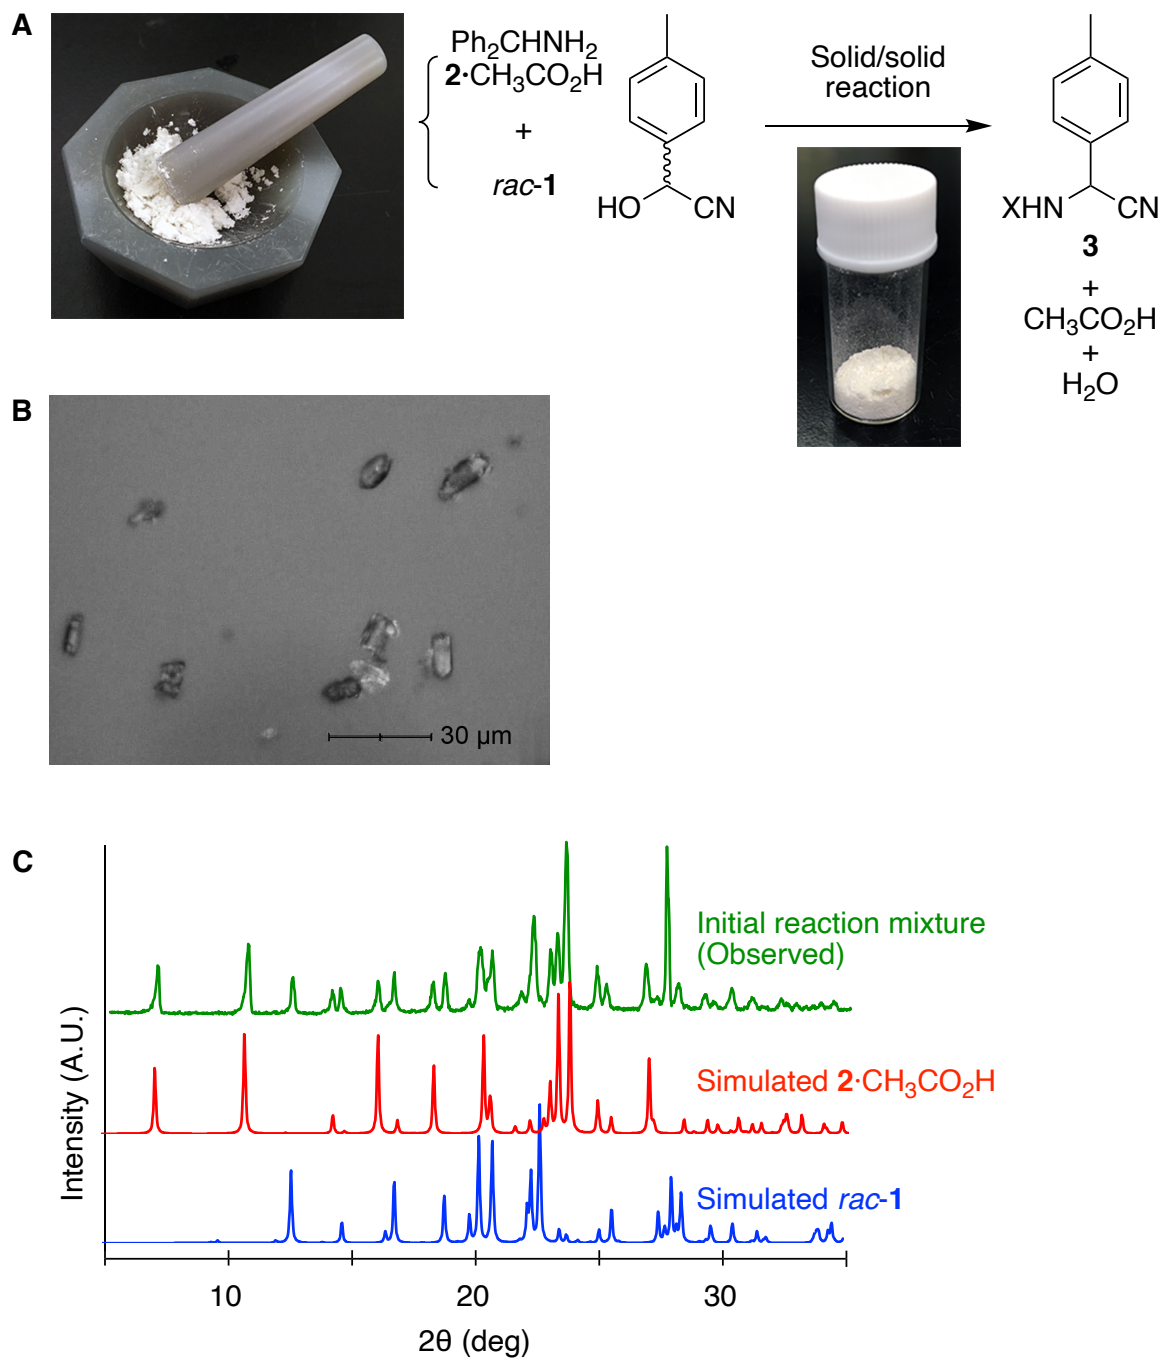 A
Ph₂CHNH₂
2·CH₃CO₂H
+
rac-1
HO
CN
Solid/solid
reaction
XHN
CN
3
+
CH₃CO₂H
+
H₂O
B
30 µm
C
Intensity (A.U.)
Initial reaction mixture
(Observed)
Simulated 2·CH₃CO₂H
Simulated rac-1
10
20
30
2θ (deg)